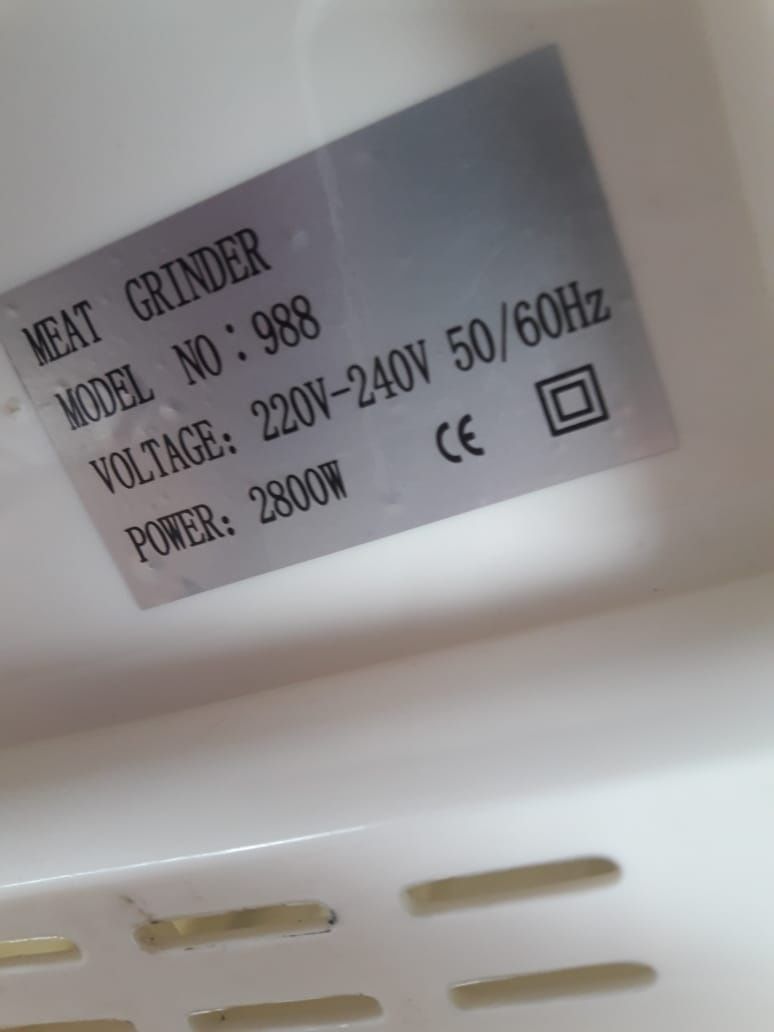 MEAT GRINDER
MODEL NO:988
VOLTAGE: 220V-240V 50/60Hz
POWER: 2800W CE